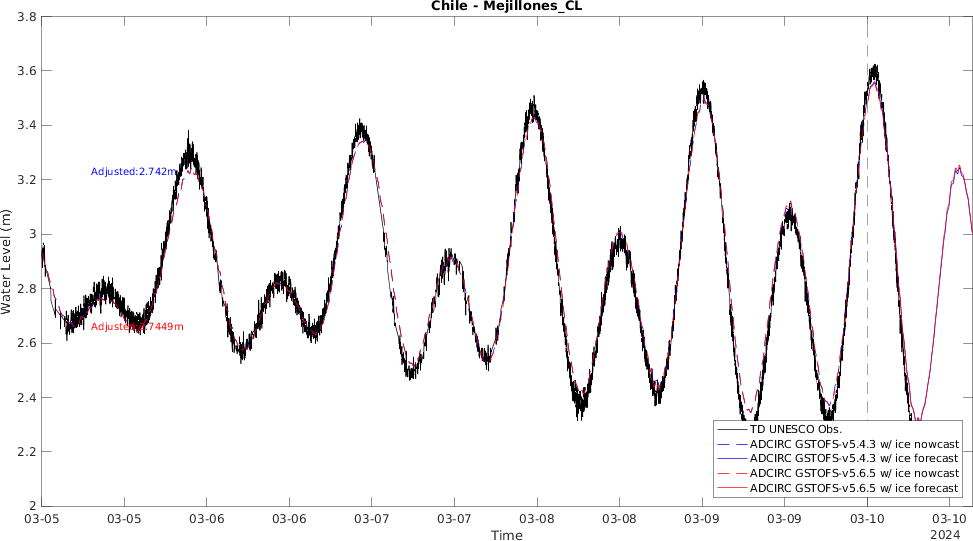 Chile - Mejillones_CL
3.8
3.6
3.4
3.2
3
2.8
2.6
2.4
2.2
2
Water Level (m)
Adjusted:2.742m
Adjusted:2.7449m
TD UNESCO Obs.
ADCIRC GSTOFS-v5.4.3 w/ ice nowcast
ADCIRC GSTOFS-v5.4.3 w/ ice forecast
ADCIRC GSTOFS-v5.6.5 w/ ice nowcast
ADCIRC GSTOFS-v5.6.5 w/ ice forecast
03-05 03-05 03-06 03-06 03-07 03-07 03-08 03-08 03-09 03-09 03-10 03-10
2024
Time